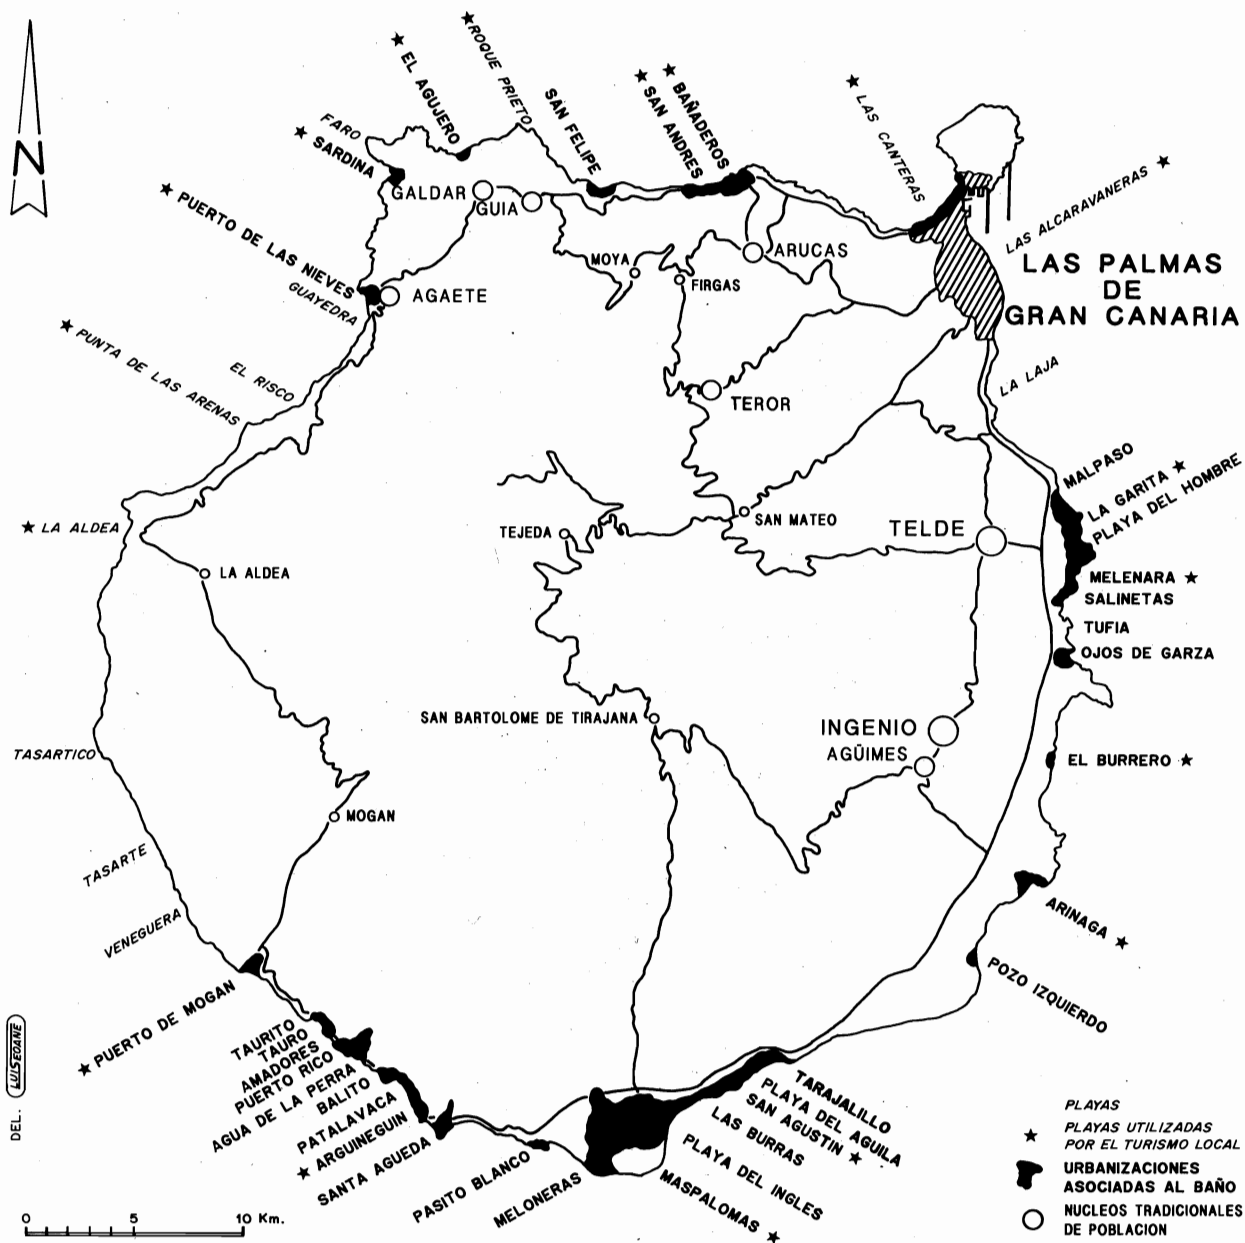 ★ ROQUE PRIETO
★ EL AGUJERO
SAN FELIPE
★ SAN ANDRES
★ BAÑADEROS
★ LAS CANTERAS
FARO
★ SARDINA
GALDAR
GUIA
★ PUERTO DE LAS NIEVES
GUAYEDRA
AGAETE
MOYA
FIRGAS
ARUCAS
LAS ALCARAVANERAS ★
LAS PALMAS
DE
GRAN CANARIA
N
★ PUNTA DE LAS ARENAS
EL RISCO
TEROR
LA LAJA
MALPASO
LA GARITA ★
PLAYA DEL HOMBRE
★ LA ALDEA
LA ALDEA
TEJEDA
SAN MATEO
TELDE
MELENARA ★
SALINETAS
TUFIA
OJOS DE GARZA
SAN BARTOLOME DE TIRAJANA
INGENIO
AGÜIMES
EL BURRERO ★
TASARTICO
MOGAN
TASARTE
VENEGUERA
ARINAGA ★
POZO IZQUIERDO
★ PUERTO DE MOGAN
TAURITO
TAURO
AMADORES
PUERTO RICO
AGUA DE LA PERRA
BALITO
PATALAVACA
★ ARGUINEGUIN
SANTA AGUEDA
PASITO BLANCO
MELONERAS
TARAJALILLO
PLAYA DEL AGUILA
SAN AGUSTIN ★
LAS BURRAS
PLAYA DEL INGLES
MASPALOMAS ★
DEL. LUIS SEOANE
0 5 10 Km.
PLAYAS
★ PLAYAS UTILIZADAS
POR EL TURISMO LOCAL
URBANIZACIONES
ASOCIADAS AL BAÑO
NUCLEOS TRADICIONALES
DE POBLACION